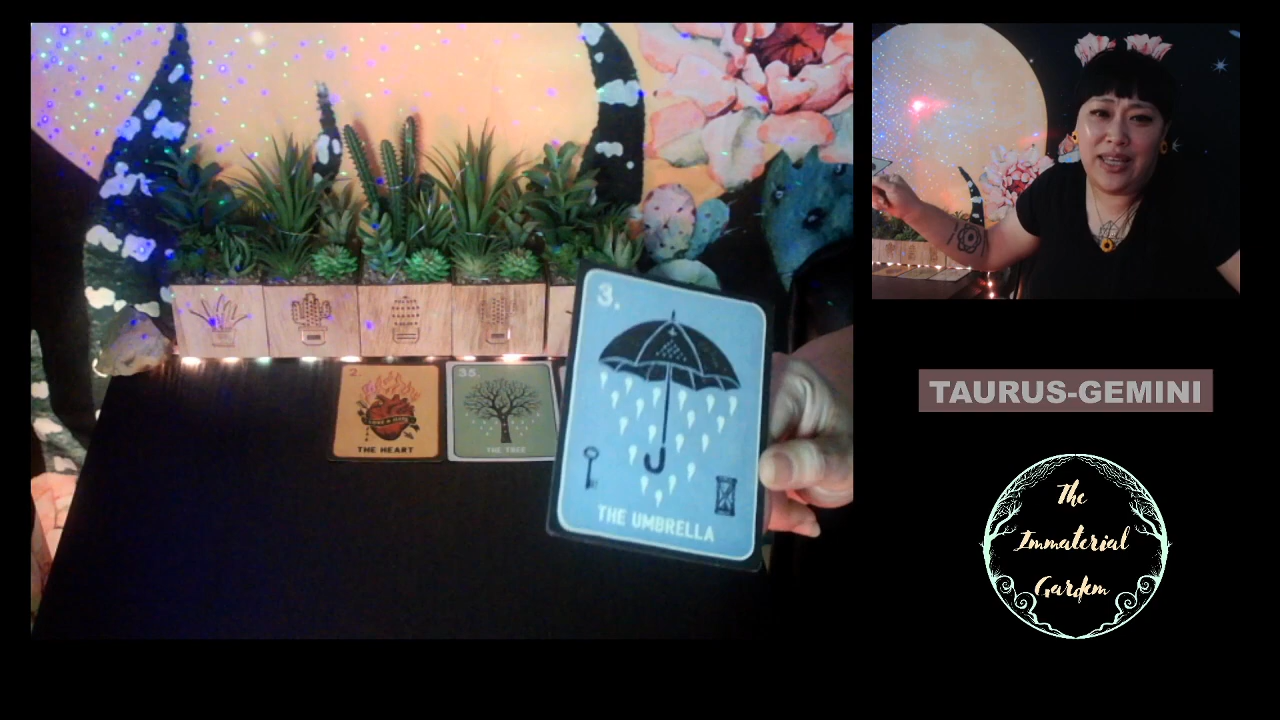 2.
THE HEART
35.
THE TREE
3.
THE UMBRELLA
TAURUS-GEMINI
The
Immaterial
Garden